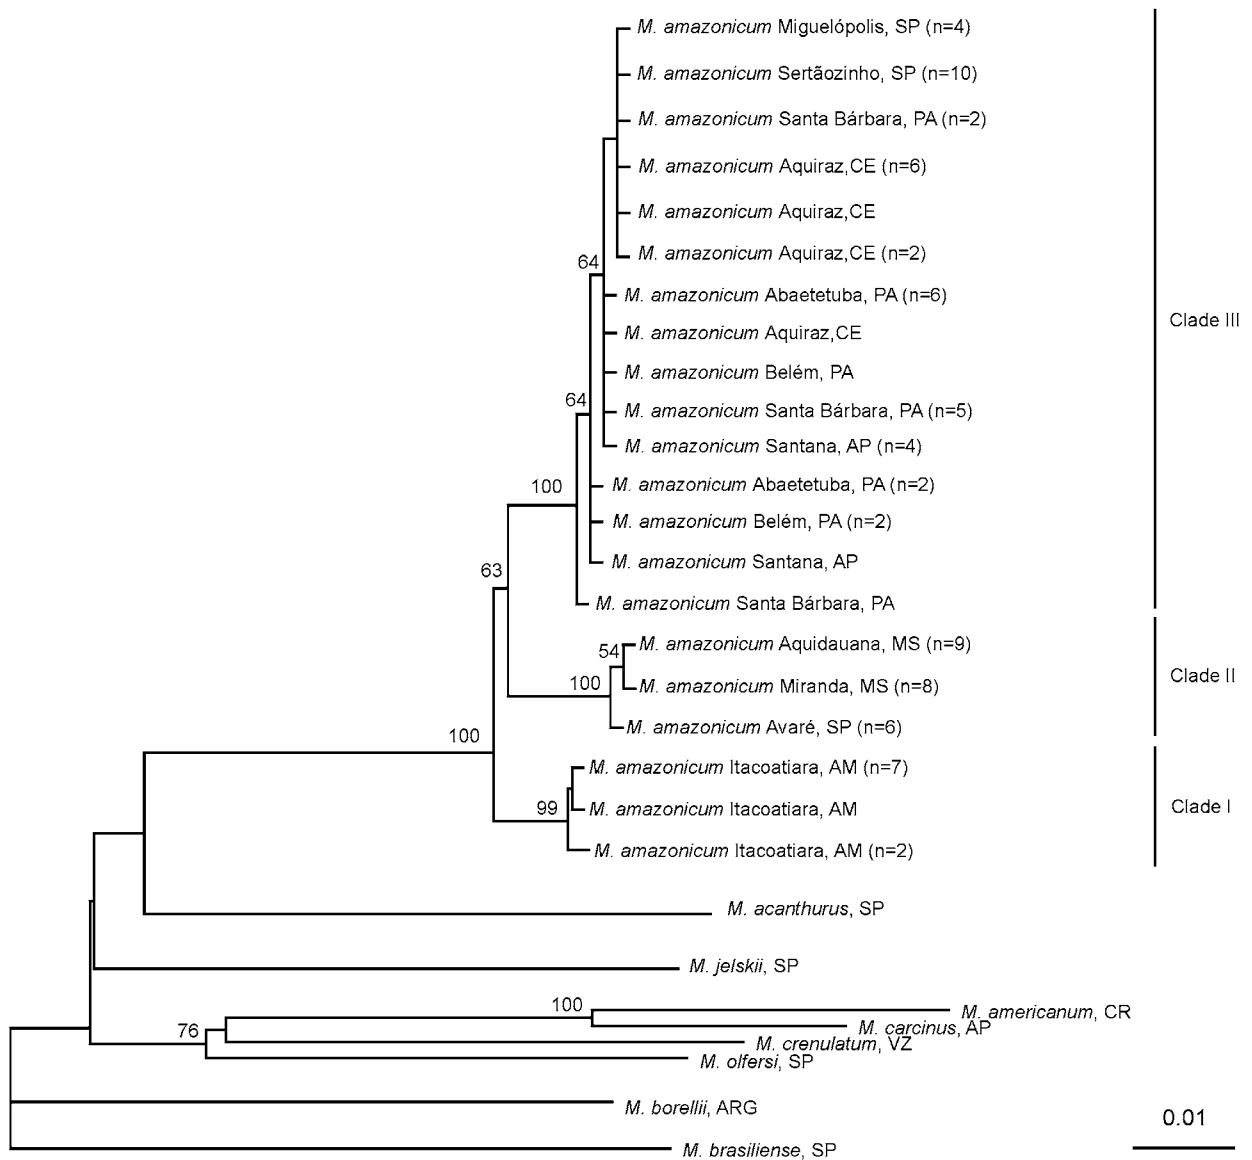 M. amazonicum Miguelópolis, SP (n=4)
M. amazonicum Sertãozinho, SP (n=10)
M. amazonicum Santa Bárbara, PA (n=2)
M. amazonicum Aquiraz,CE (n=6)
M. amazonicum Aquiraz,CE
M. amazonicum Aquiraz,CE (n=2)
64
M. amazonicum Abaetetuba, PA (n=6)
Clade III
M. amazonicum Aquiraz,CE
M. amazonicum Belém, PA
64
M. amazonicum Santa Bárbara, PA (n=5)
M. amazonicum Santana, AP (n=4)
100
M. amazonicum Abaetetuba, PA (n=2)
M. amazonicum Belém, PA (n=2)
M. amazonicum Santana, AP
63
M. amazonicum Santa Bárbara, PA
M. amazonicum Aquidauana, MS (n=9)
54
Clade II
100
M. amazonicum Miranda, MS (n=8)
M. amazonicum Avaré, SP (n=6)
100
M. amazonicum Itacoatiara, AM (n=7)
99
M. amazonicum Itacoatiara, AM
Clade I
M. amazonicum Itacoatiara, AM (n=2)
M. acanthurus, SP
M. jelskii, SP
100
M. americanum, CR
M. carcinus, AP
76
M. crenulatum, VZ
M. olfersi, SP
M. borellii, ARG
0.01
M. brasiliense, SP